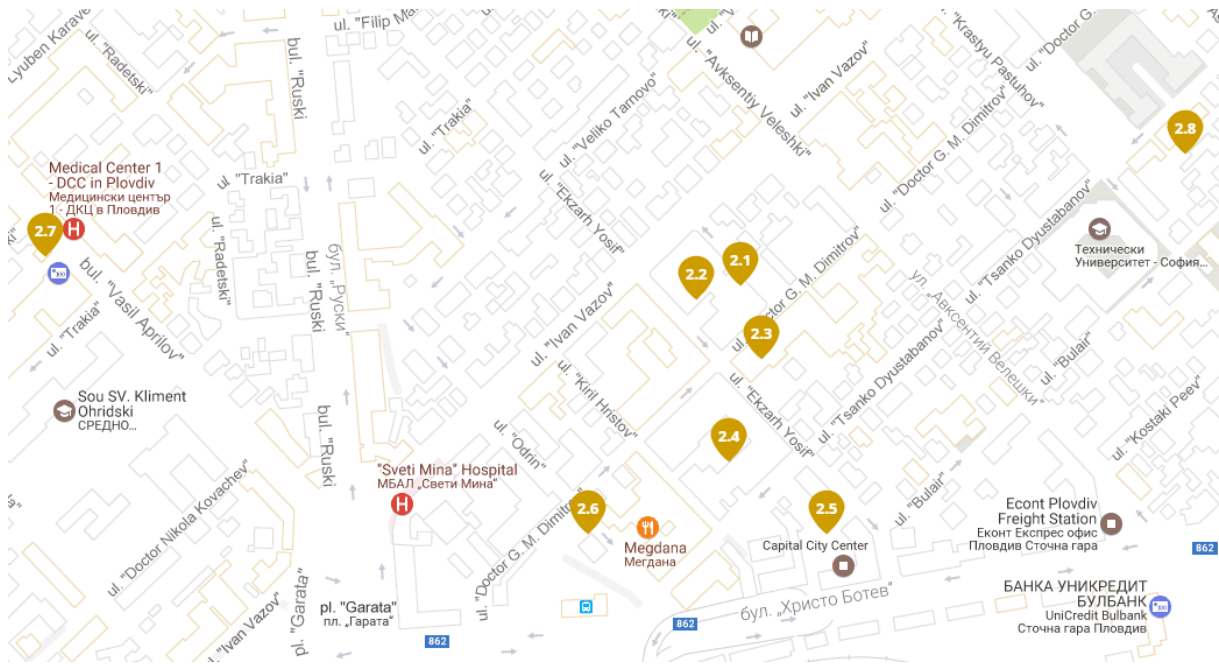 Lyuben Karave
ul. "Radetski"
bul. "Ruski
ul. "Filip Ma
ul. "V
ul. "Avksentiy Veleshki"
ul. "Ivan Vazov"
ul. "Krastyu Pastuhov"
ul. "Doctor G.
ul. "Trakia"
ul. "Veliko Tarnovo"
ul. "Doctor G. M. Dimitrov"
2.8
Medical Center 1
- DCC in Plovdiv
Медицински център
1 - ДКЦ в Пловдив
ul. "Trakia"
ul. "Ekzarh Yosif"
ul. "Tsanko Dyustabanov"
2.7
ul. "Radetski"
bul. "Ruski
бул. „Руски“
2.2
2.1
Технически
Университет - София...
bul. "Vasil Aprilov"
ul. "Trakia"
ul. "Ivan Vazov"
ul. "Doctor G. M. Dimitrov"
2.3
ул. „Авксентий Велешки“
ul. "Bulair"
ul. "Tsanko Dyustabanov"
Sou SV. Kliment
Ohridski
СРЕДНО...
ul. "Kiril Hristov"
ul. "Ekzarh Yosif"
ul. "Kostaki Peev"
bul. "Ruski
ul. "Odrin"
2.4
"Sveti Mina" Hospital
МБАЛ „Свети Мина“
ul. "Doctor Nikola Kovachev"
2.6
2.5
ul. "Bulair"
Econt Plovdiv
Freight Station
Еконт Експрес офис
Пловдив Сточна гара
862
Megdana
Мегдана
Capital City Center
ul. "Doctor G. M. Dimitrov"
pl. "Garata"
pl. "Garata"
пл. „Гарата“
бул. „Христо Ботев“
БАНКА УНИКРЕДИТ
БУЛБАНК
UniCredit Bulbank
Сточна гара Пловдив
ul. "Ivan Vazov"
862
862